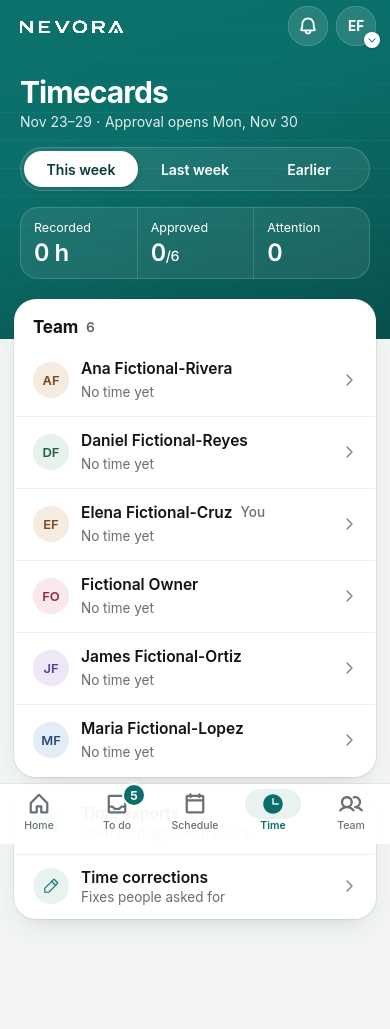 NEVORA
EF
Timecards
Nov 23–29 · Approval opens Mon, Nov 30
This week
Last week
Earlier
Recorded
0 h
Approved
0/6
Attention
0
Team 6
AF
Ana Fictional-Rivera
No time yet
DF
Daniel Fictional-Reyes
No time yet
EF
Elena Fictional-Cruz You
No time yet
FO
Fictional Owner
No time yet
JF
James Fictional-Ortiz
No time yet
MF
Maria Fictional-Lopez
No time yet
5
Home
To do
Schedule
Time
Team
Time corrections
Fixes people asked for